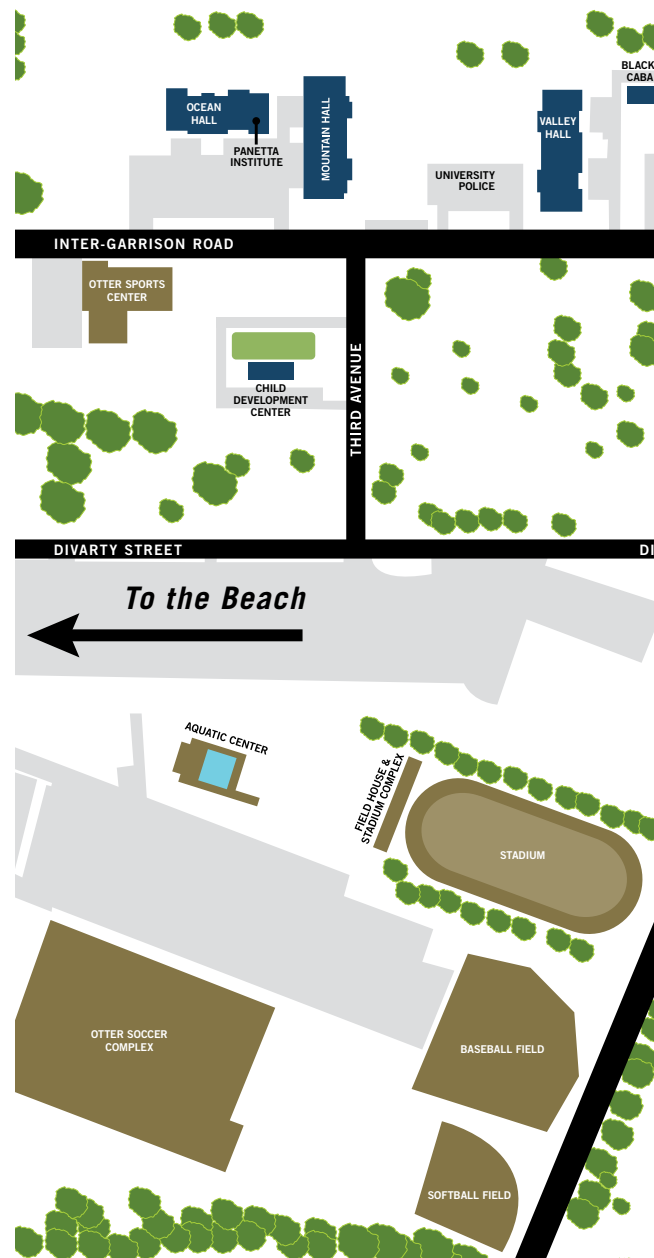 BLACK
CABA
OCEAN
HALL
PANETTA
INSTITUTE
MOUNTAIN HALL
VALLEY
HALL
UNIVERSITY
POLICE
INTER-GARRISON ROAD
OTTER SPORTS
CENTER
CHILD
DEVELOPMENT
CENTER
THIRD AVENUE
DIVARTY STREET
DI
To the Beach
AQUATIC CENTER
FIELD HOUSE &
STADIUM COMPLEX
STADIUM
OTTER SOCCER
COMPLEX
BASEBALL FIELD
SOFTBALL FIELD